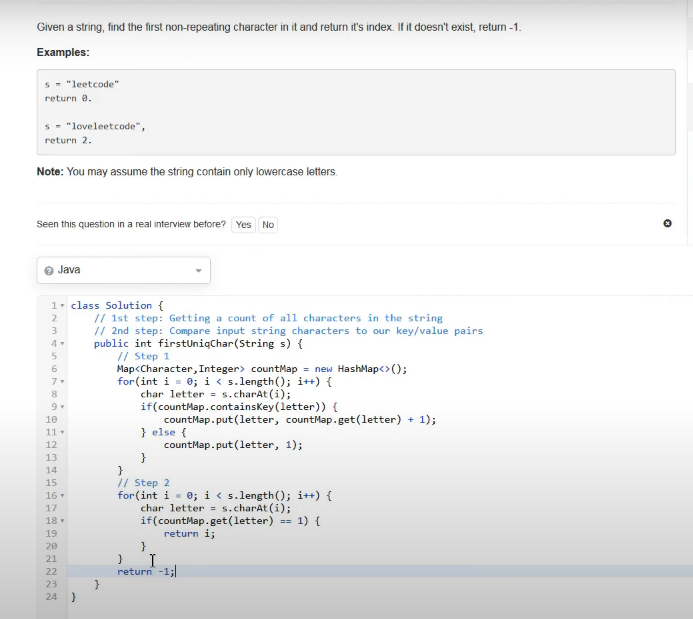 Given a string, find the first non-repeating character in it and return it's index. If it doesn't exist, return -1.
Examples:
s = "leetcode"
return 0.
s = "loveleetcode",
return 2.
Note: You may assume the string contain only lowercase letters.
Seen this question in a real interview before? Yes No
Java
1 class Solution {
2 // 1st step: Getting a count of all characters in the string
3 // 2nd step: Compare input string characters to our key/value pairs
4 public int firstUniqChar(String s) {
5 // Step 1
6 Map<Character,Integer> countMap = new HashMap<>();
7 for(int i = 0; i < s.length(); i++) {
8 char letter = s.charAt(i);
9 if(countMap.containsKey(letter)) {
10 countMap.put(letter, countMap.get(letter) + 1);
11 } else {
12 countMap.put(letter, 1);
13 }
14 }
15 // Step 2
16 for(int i = 0; i < s.length(); i++) {
17 char letter = s.charAt(i);
18 if(countMap.get(letter) == 1) {
19 return i;
20 }
21 }
22 return -1;
23 }
24 }